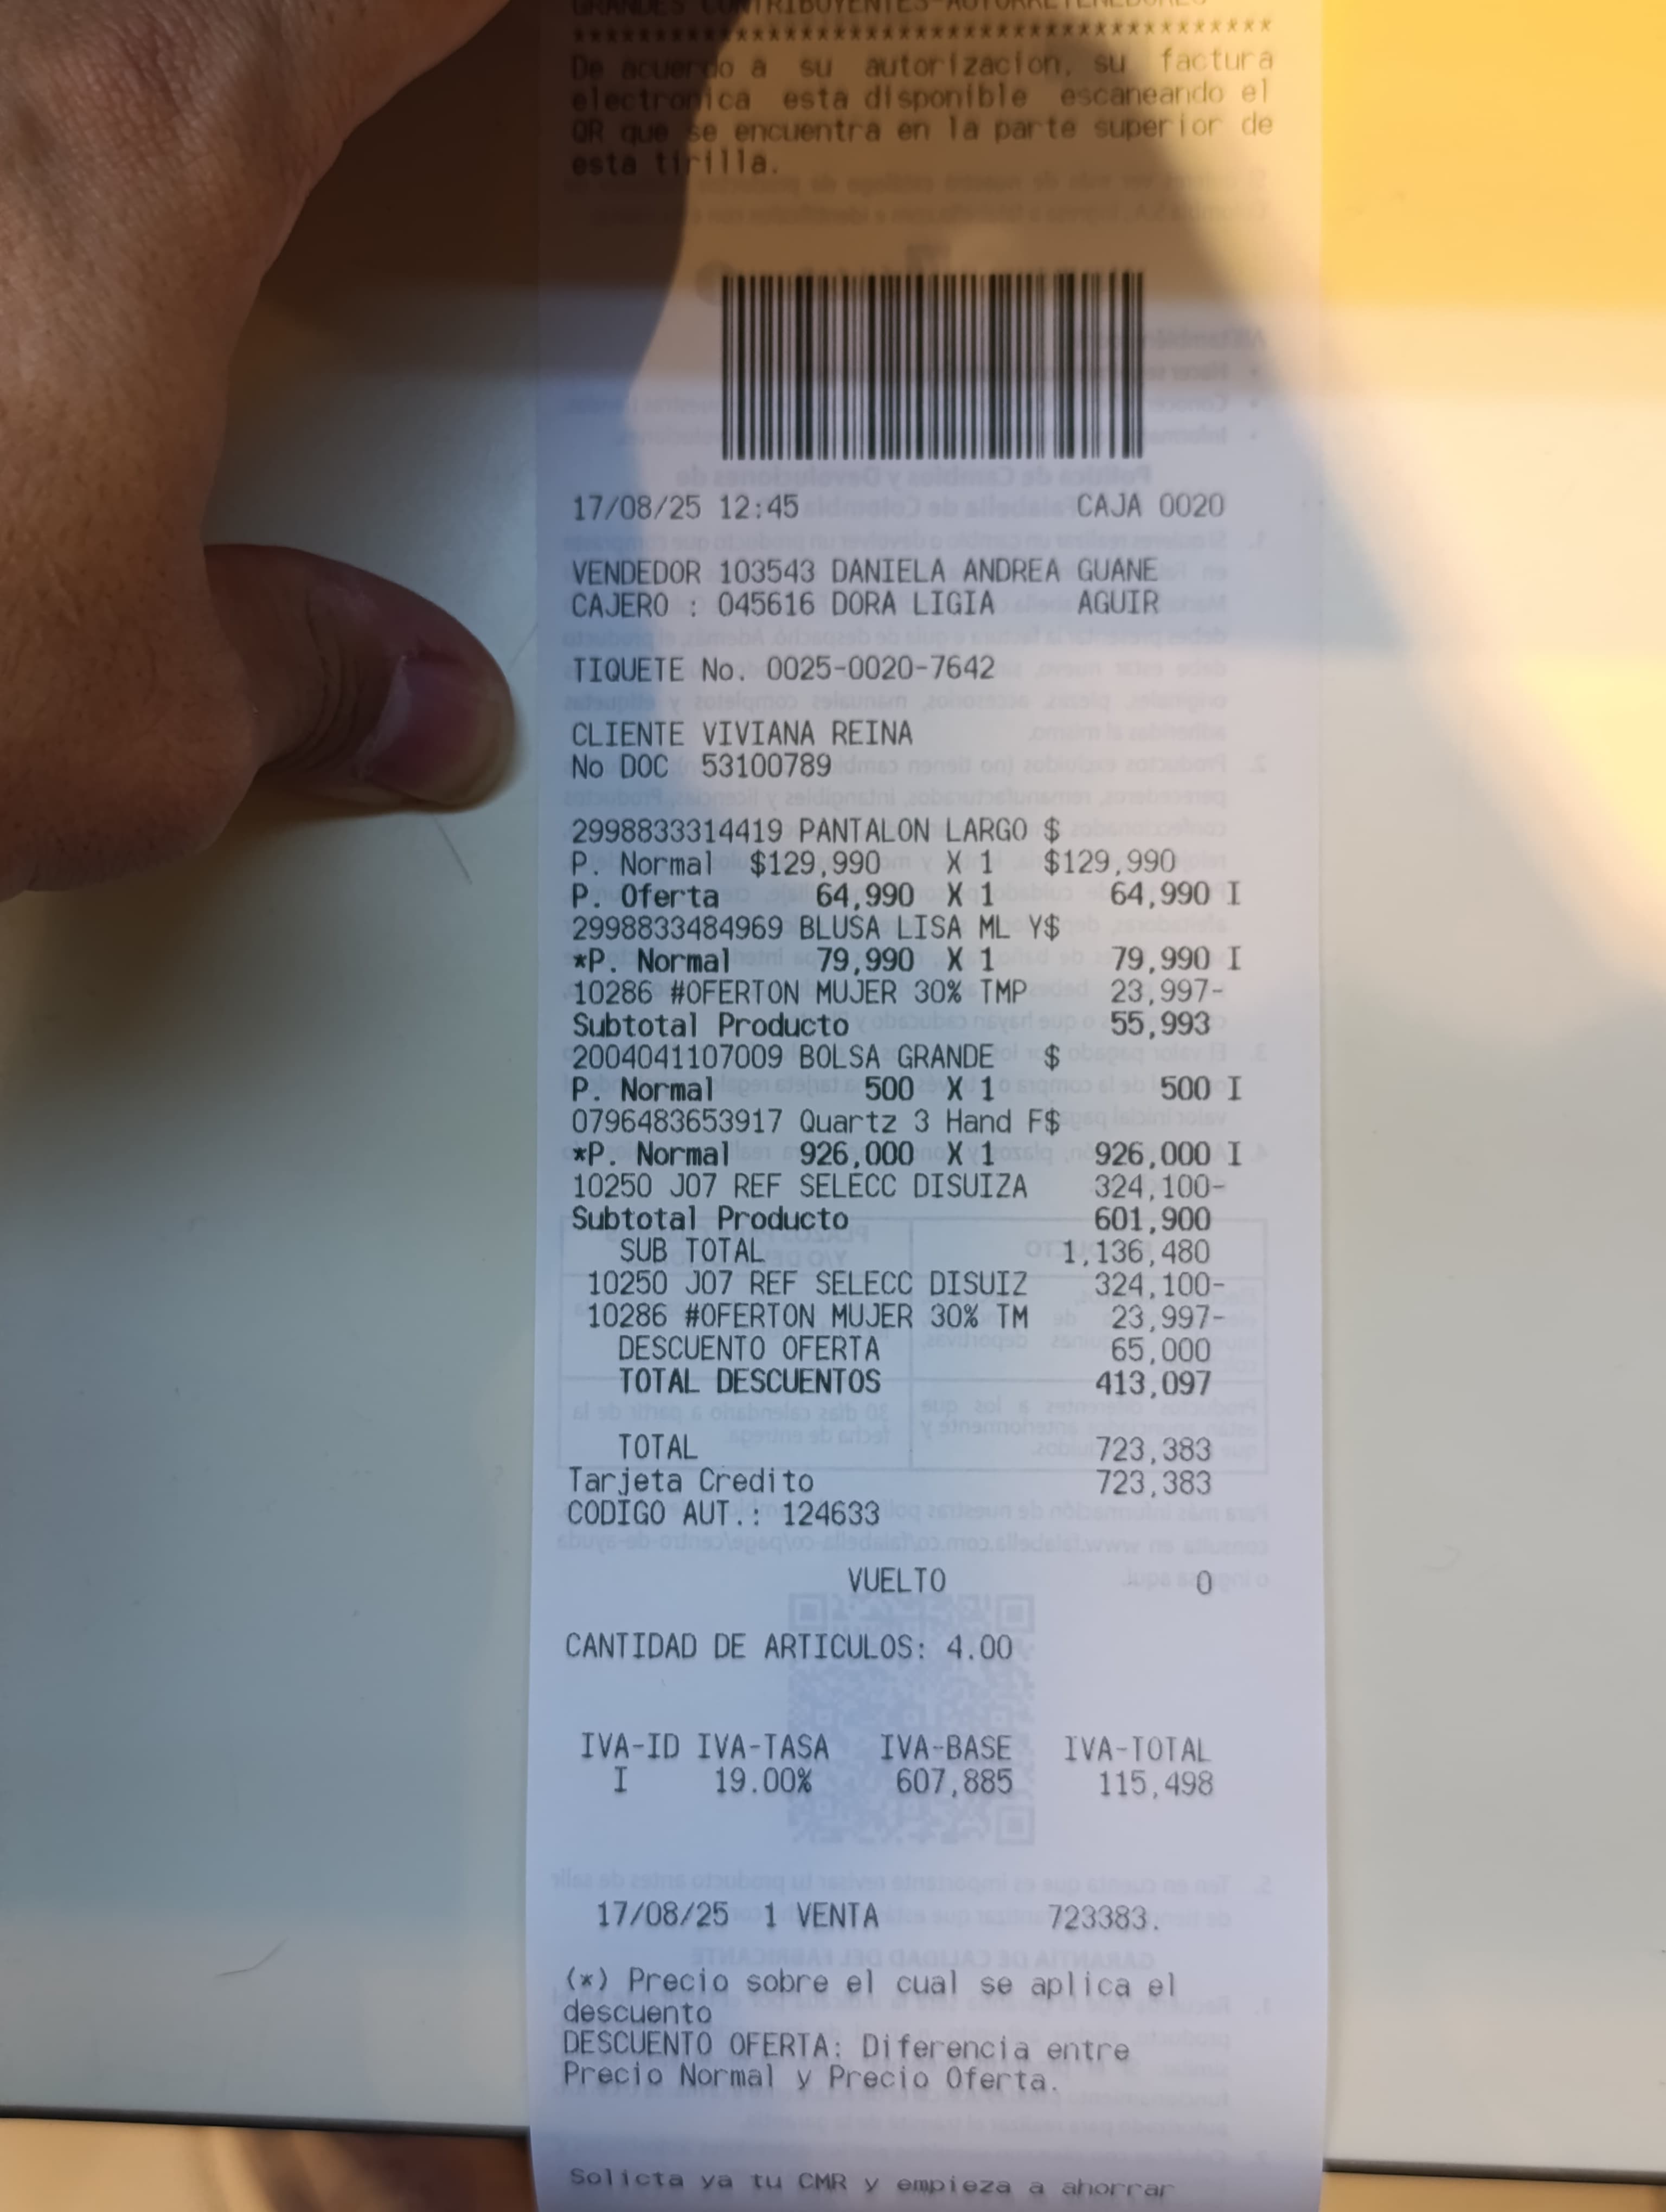 GRANDES CONTRIBUYENTES-AUTORRETENEDORES
******************************************
De acuerdo a su autorizacion, su factura
electronica esta disponible escaneando el
QR que se encuentra en la parte superior de
esta tirilla.
17/08/25 12:45 CAJA 0020
VENDEDOR 103543 DANIELA ANDREA GUANE
CAJERO : 045616 DORA LIGIA AGUIR
TIQUETE No. 0025-0020-7642
CLIENTE VIVIANA REINA
No DOC 53100789
2998833314419 PANTALON LARGO $
P. Normal $129,990 X 1 $129,990
P. Oferta 64,990 X 1 64,990 I
2998833484969 BLUSA LISA ML Y$
*P. Normal 79,990 X 1 79,990 I
10286 #OFERTON MUJER 30% TMP 23,997-
Subtotal Producto 55,993
2004041107009 BOLSA GRANDE $
P. Normal 500 X 1 500 I
0796483653917 Quartz 3 Hand F$
*P. Normal 926,000 X 1 926,000 I
10250 J07 REF SELECC DISUIZA 324,100-
Subtotal Producto 601,900
SUB TOTAL 1,136,480
10250 J07 REF SELECC DISUIZ 324,100-
10286 #OFERTON MUJER 30% TM 23,997-
DESCUENTO OFERTA 65,000
TOTAL DESCUENTOS 413,097
TOTAL 723,383
Tarjeta Credito 723,383
CODIGO AUT.: 124633
VUELTO 0
CANTIDAD DE ARTICULOS: 4.00
IVA-ID IVA-TASA IVA-BASE IVA-TOTAL
I 19.00% 607,885 115,498
17/08/25 1 VENTA 723383.
(*) Precio sobre el cual se aplica el
descuento
DESCUENTO OFERTA: Diferencia entre
Precio Normal y Precio Oferta.
Solicta ya tu CMR y empieza a ahorrar